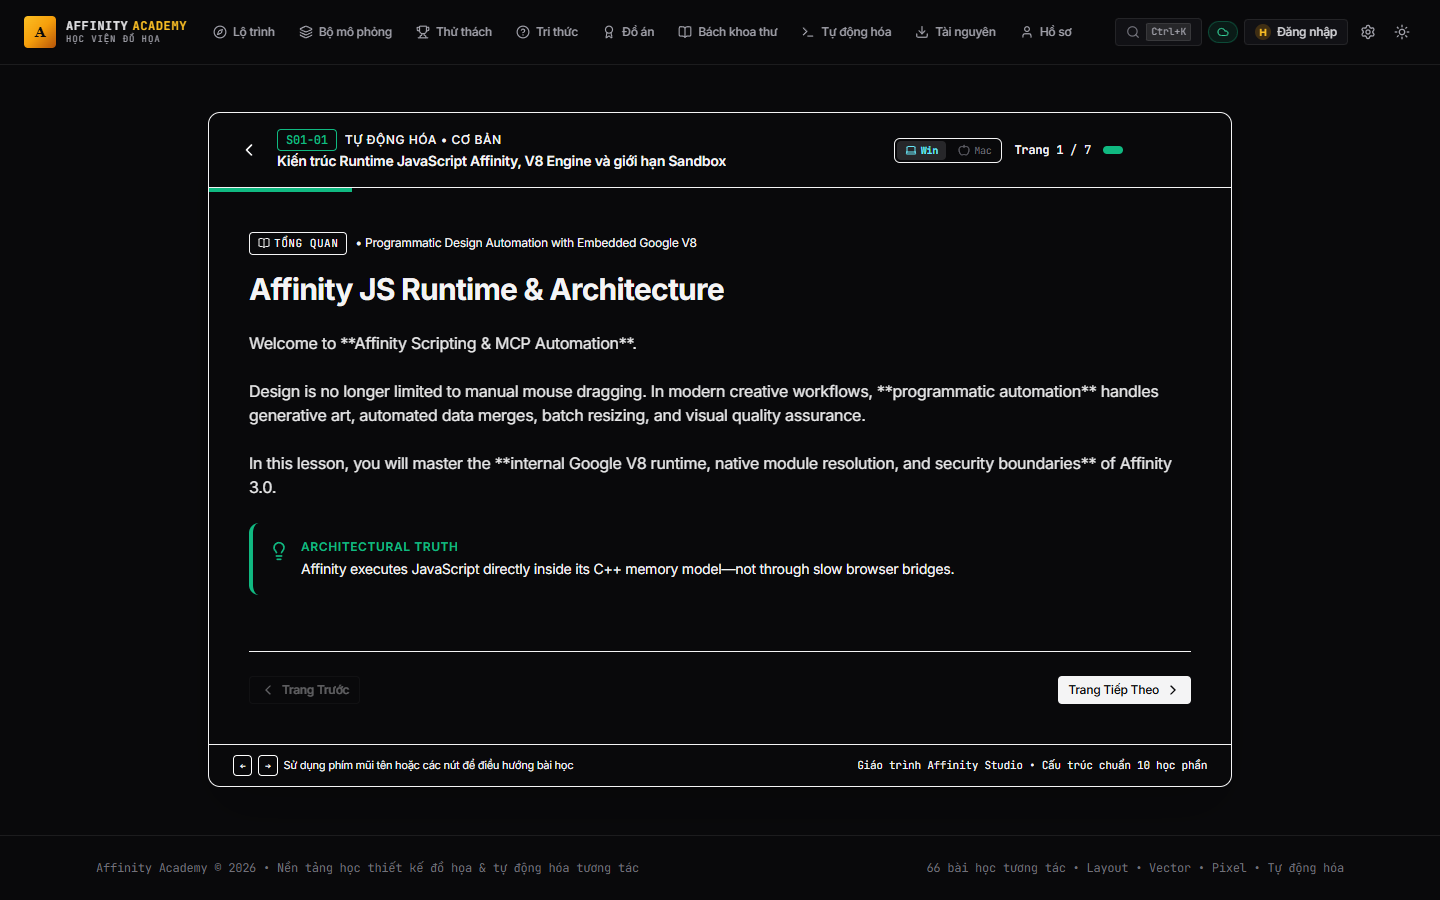 A
AFFINITY ACADEMY
HỌC VIỆN ĐỒ HỌA
Lộ trình
Bộ mô phỏng
Thử thách
Tri thức
Đồ án
Bách khoa thư
Tự động hóa
Tài nguyên
Hồ sơ
Ctrl+K
H
Đăng nhập
S01-01
TỰ ĐỘNG HÓA • CƠ BẢN
Kiến trúc Runtime JavaScript Affinity, V8 Engine và giới hạn Sandbox
Win
Mac
Trang 1 / 7
TỔNG QUAN
• Programmatic Design Automation with Embedded Google V8
Affinity JS Runtime & Architecture
Welcome to **Affinity Scripting & MCP Automation**.
Design is no longer limited to manual mouse dragging. In modern creative workflows, **programmatic automation** handles
generative art, automated data merges, batch resizing, and visual quality assurance.
In this lesson, you will master the **internal Google V8 runtime, native module resolution, and security boundaries** of Affinity
3.0.
ARCHITECTURAL TRUTH
Affinity executes JavaScript directly inside its C++ memory model—not through slow browser bridges.
Trang Trước
Trang Tiếp Theo
← → Sử dụng phím mũi tên hoặc các nút để điều hướng bài học
Giáo trình Affinity Studio • Cấu trúc chuẩn 10 học phần
Affinity Academy © 2026 • Nền tảng học thiết kế đồ họa & tự động hóa tương tác
66 bài học tương tác • Layout • Vector • Pixel • Tự động hóa